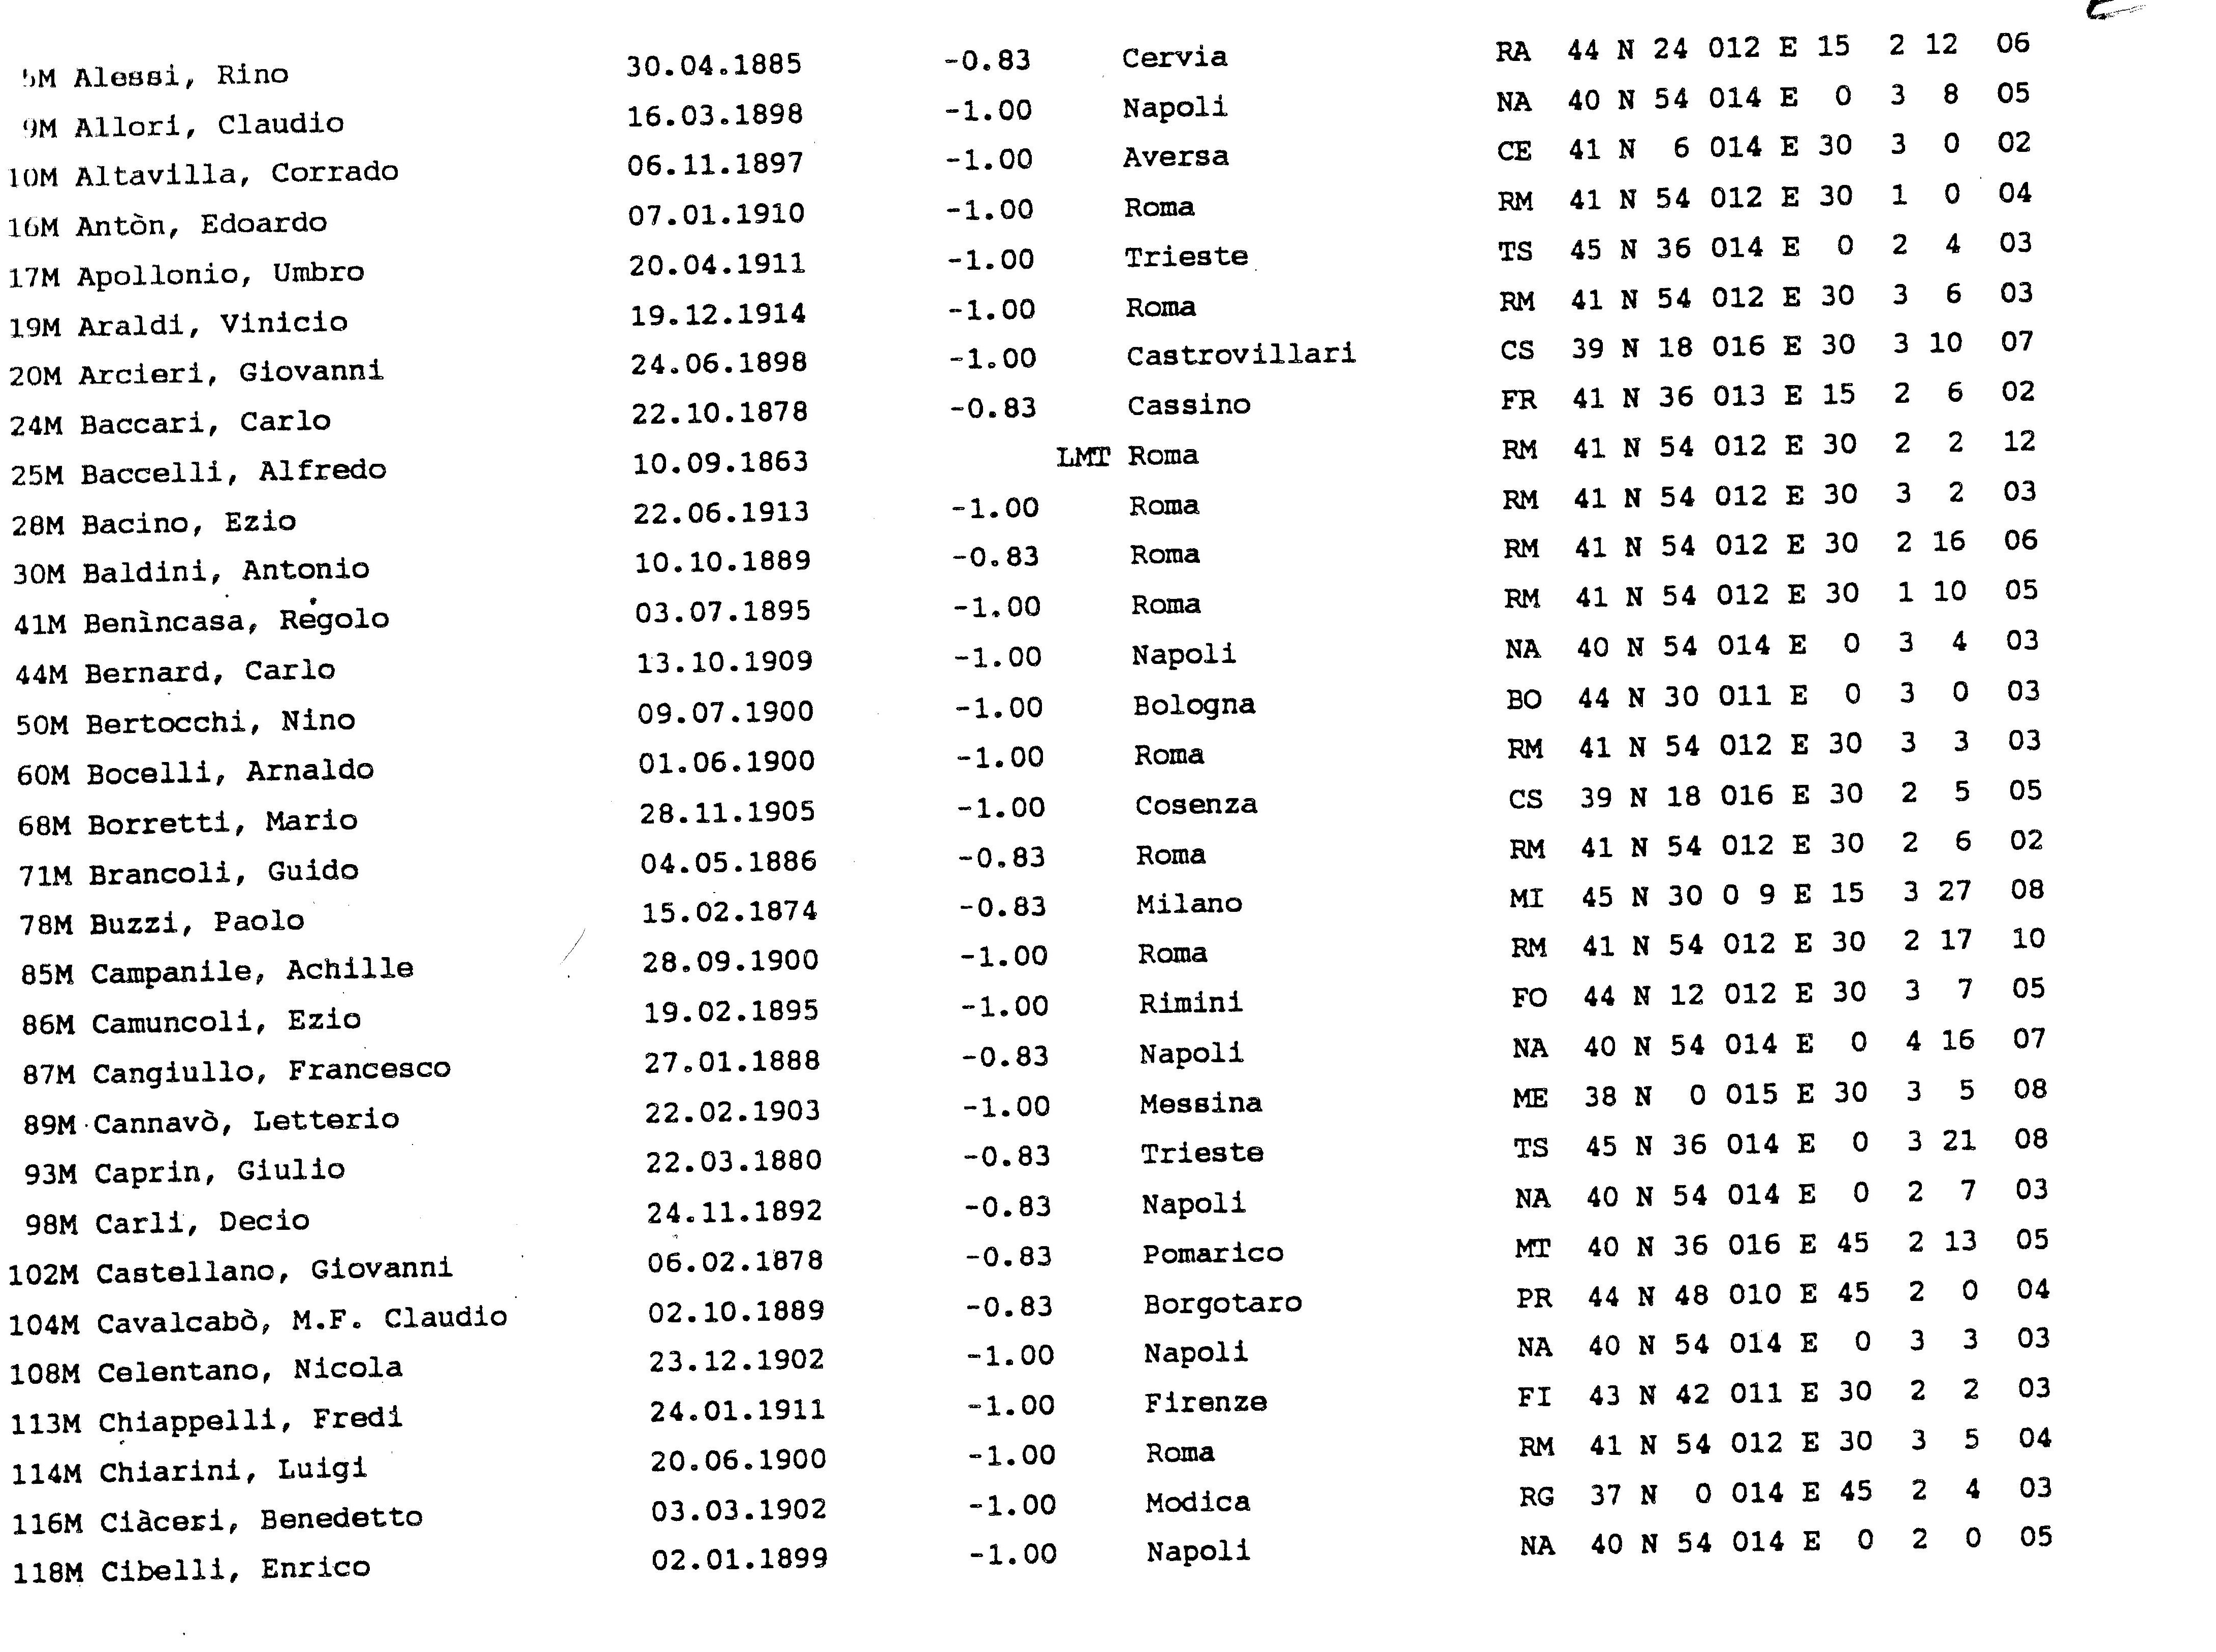 5M Alessi, Rino 30.04.1885 -0.83 Cervia RA 44 N 24 012 E 15 2 12 06
9M Allori, Claudio 16.03.1898 -1.00 Napoli NA 40 N 54 014 E 0 3 8 05
10M Altavilla, Corrado 06.11.1897 -1.00 Aversa CE 41 N 6 014 E 30 3 0 02
16M Antòn, Edoardo 07.01.1910 -1.00 Roma RM 41 N 54 012 E 30 1 0 04
17M Apollonio, Umbro 20.04.1911 -1.00 Trieste TS 45 N 36 014 E 0 2 4 03
19M Araldi, Vinicio 19.12.1914 -1.00 Roma RM 41 N 54 012 E 30 3 6 03
20M Arcieri, Giovanni 24.06.1898 -1.00 Castrovillari CS 39 N 18 016 E 30 3 10 07
24M Baccari, Carlo 22.10.1878 -0.83 Cassino FR 41 N 36 013 E 15 2 6 02
25M Baccelli, Alfredo 10.09.1863 LMT Roma RM 41 N 54 012 E 30 2 2 12
28M Bacino, Ezio 22.06.1913 -1.00 Roma RM 41 N 54 012 E 30 3 2 03
30M Baldini, Antonio 10.10.1889 -0.83 Roma RM 41 N 54 012 E 30 2 16 06
41M Benìncasa, Règolo 03.07.1895 -1.00 Roma RM 41 N 54 012 E 30 1 10 05
44M Bernard, Carlo 13.10.1909 -1.00 Napoli NA 40 N 54 014 E 0 3 4 03
50M Bertocchi, Nino 09.07.1900 -1.00 Bologna BO 44 N 30 011 E 0 3 0 03
60M Bocelli, Arnaldo 01.06.1900 -1.00 Roma RM 41 N 54 012 E 30 3 3 03
68M Borretti, Mario 28.11.1905 -1.00 Cosenza CS 39 N 18 016 E 30 2 5 05
71M Brancoli, Guido 04.05.1886 -0.83 Roma RM 41 N 54 012 E 30 2 6 02
78M Buzzi, Paolo 15.02.1874 -0.83 Milano MI 45 N 30 0 9 E 15 3 27 08
85M Campanile, Achille 28.09.1900 -1.00 Roma RM 41 N 54 012 E 30 2 17 10
86M Camuncoli, Ezio 19.02.1895 -1.00 Rimini FO 44 N 12 012 E 30 3 7 05
87M Cangiullo, Francesco 27.01.1888 -0.83 Napoli NA 40 N 54 014 E 0 4 16 07
89M Cannavò, Letterio 22.02.1903 -1.00 Messina ME 38 N 0 015 E 30 3 5 08
93M Caprin, Giulio 22.03.1880 -0.83 Trieste TS 45 N 36 014 E 0 3 21 08
98M Carli, Decio 24.11.1892 -0.83 Napoli NA 40 N 54 014 E 0 2 7 03
102M Castellano, Giovanni 06.02.1878 -0.83 Pomarico MT 40 N 36 016 E 45 2 13 05
104M Cavalcabò, M.F. Claudio 02.10.1889 -0.83 Borgotaro PR 44 N 48 010 E 45 2 0 04
108M Celentano, Nicola 23.12.1902 -1.00 Napoli NA 40 N 54 014 E 0 3 3 03
113M Chiappelli, Fredi 24.01.1911 -1.00 Firenze FI 43 N 42 011 E 30 2 2 03
114M Chiarini, Luigi 20.06.1900 -1.00 Roma RM 41 N 54 012 E 30 3 5 04
116M Ciàceri, Benedetto 03.03.1902 -1.00 Modica RG 37 N 0 014 E 45 2 4 03
118M Cibelli, Enrico 02.01.1899 -1.00 Napoli NA 40 N 54 014 E 0 2 0 05